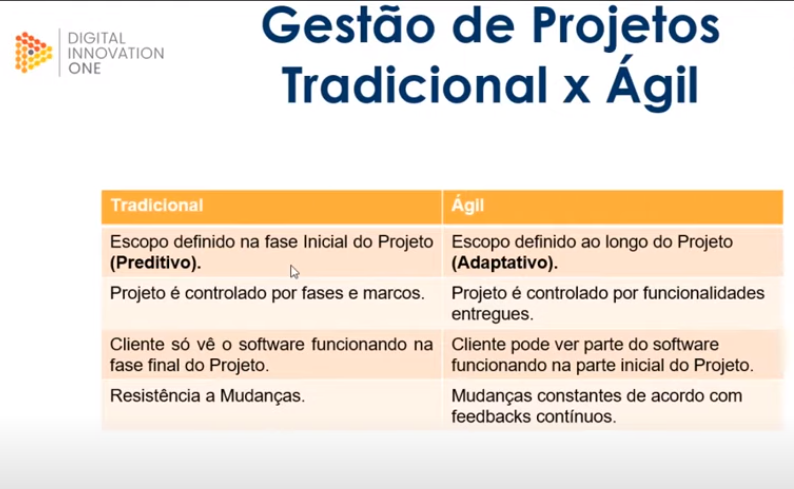 DIGITAL
INNOVATION
ONE
Gestão de Projetos
Tradicional x Ágil
Tradicional
Ágil
Escopo definido na fase Inicial do Projeto
(Preditivo).
Escopo definido ao longo do Projeto
(Adaptativo).
Projeto é controlado por fases e marcos.
Projeto é controlado por funcionalidades
entregues.
Cliente só vê o software funcionando na
fase final do Projeto.
Cliente pode ver parte do software
funcionando na parte inicial do Projeto.
Resistência a Mudanças.
Mudanças constantes de acordo com
feedbacks contínuos.